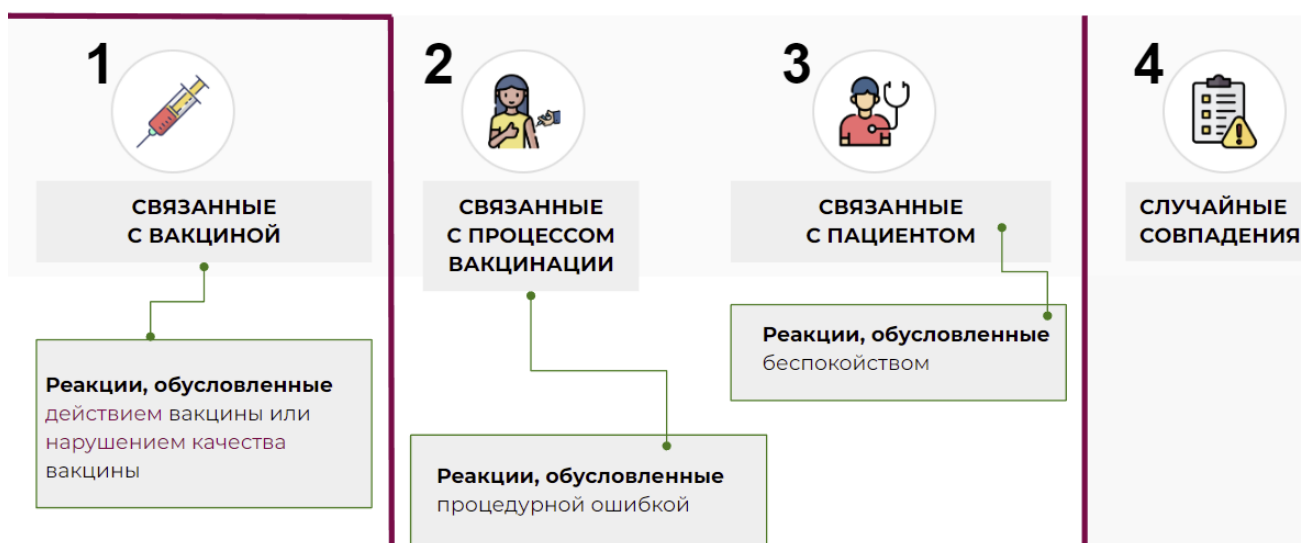 1
СВЯЗАННЫЕ
С ВАКЦИНОЙ
Реакции, обусловленные
действием вакцины или
нарушением качества
вакцины
2
СВЯЗАННЫЕ
С ПРОЦЕССОМ
ВАКЦИНАЦИИ
Реакции, обусловленные
процедурной ошибкой
3
СВЯЗАННЫЕ
С ПАЦИЕНТОМ
Реакции, обусловленные
беспокойством
4
СЛУЧАЙНЫЕ
СОВПАДЕНИЯ